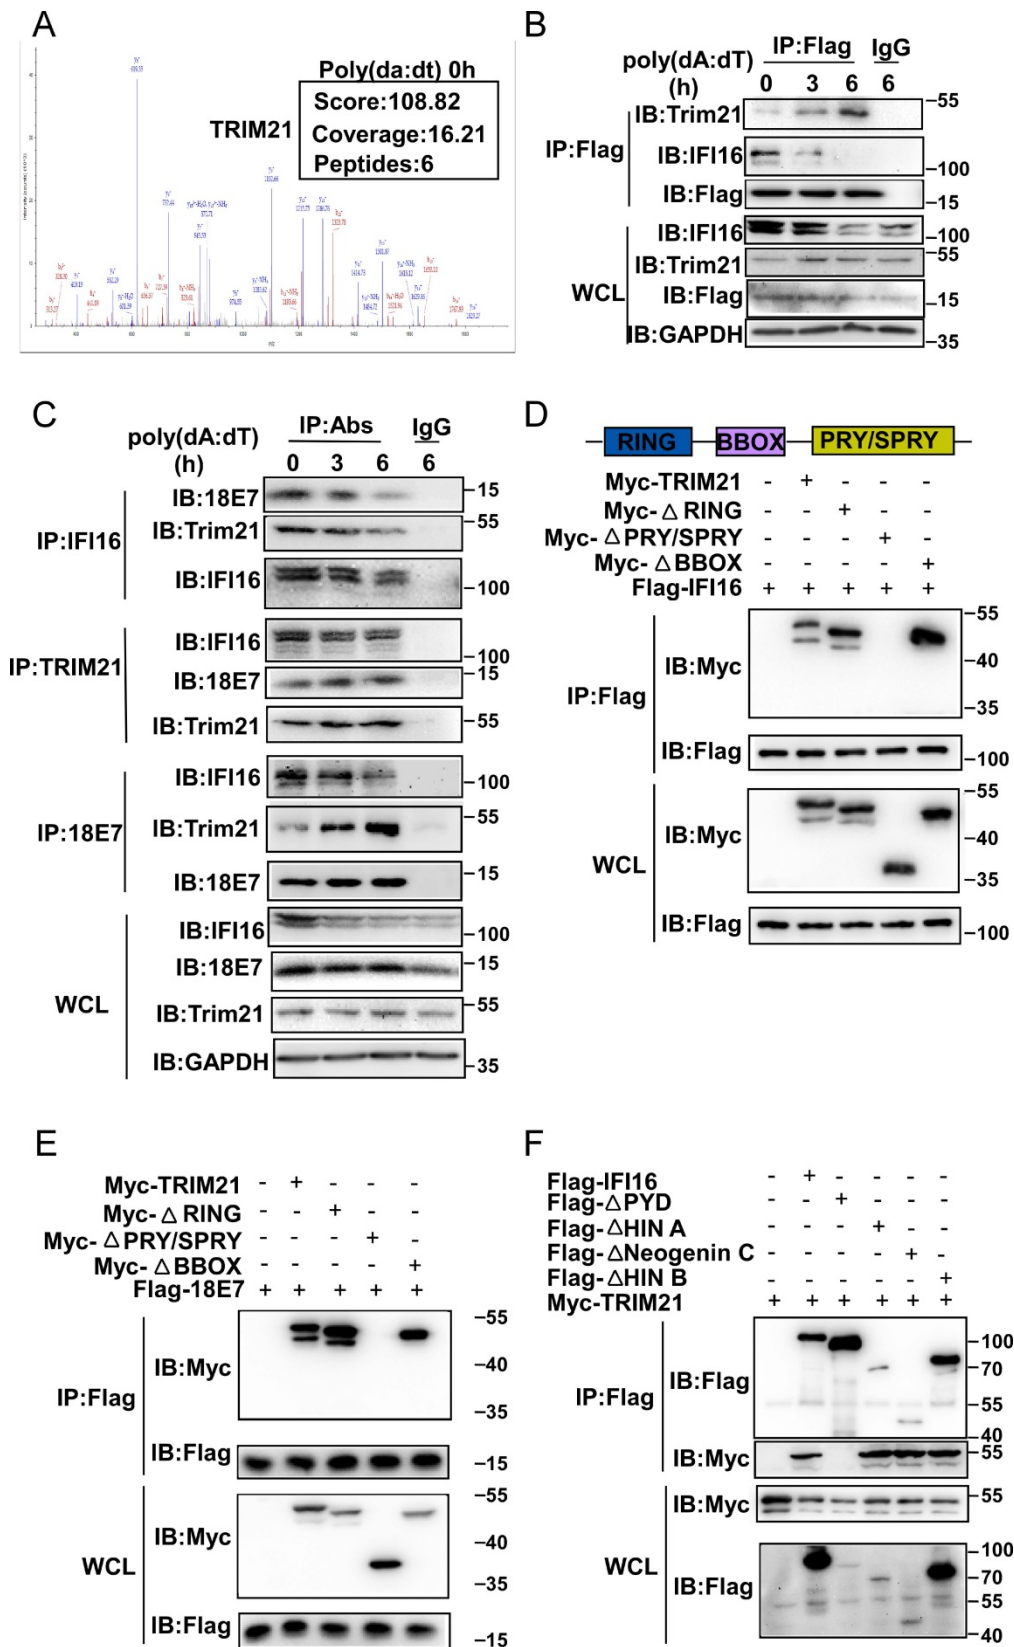 A
Poly(da:dt) 0h
TRIM21
Score:108.82
Coverage:16.21
Peptides:6
B
poly(dA:dT)
(h)
IP:Flag IgG
0 3 6 6
IP:Flag
IB:Trim21 –55
IB:IFI16 –100
IB:Flag
WCL
IB:IFI16 –100
IB:Trim21 –55
IB:Flag –15
IB:GAPDH –35
C
poly(dA:dT)
(h)
IP:Abs IgG
0 3 6 6
IP:IFI16
IB:18E7 –15
IB:Trim21 –55
IB:IFI16 –100
IP:TRIM21
IB:IFI16 –100
IB:18E7 –15
IB:Trim21 –55
IP:18E7
IB:IFI16 –100
IB:Trim21 –55
IB:18E7 –15
WCL
IB:IFI16 –100
IB:18E7 –15
IB:Trim21 –55
IB:GAPDH –35
D
RING BBOX PRY/SPRY
Myc-TRIM21 - + - - -
Myc-△RING - - + - -
Myc-△PRY/SPRY - - - + -
Myc-△BBOX - - - - +
Flag-IFI16 + + + + +
IP:Flag
IB:Myc –55 –40 –35
IB:Flag –100
WCL
IB:Myc –55 –40 –35
IB:Flag –100
E
Myc-TRIM21 - + - - -
Myc-△RING - - + - -
Myc-△PRY/SPRY - - - + -
Myc-△BBOX - - - - +
Flag-18E7 + + + + +
IP:Flag
IB:Myc –55 –40 –35
IB:Flag –15
WCL
IB:Myc –55 –40 –35
IB:Flag –15
F
Flag-IFI16 - + - - - -
Flag-△PYD - - + - - -
Flag-△HIN A - - - + - -
Flag-△Neogenin C - - - - + -
Flag-△HIN B - - - - - +
Myc-TRIM21 + + + + + +
IP:Flag
IB:Flag –100 –70 –55 –40
IB:Myc –55
WCL
IB:Myc –55
IB:Flag –100 –70 –55 –40